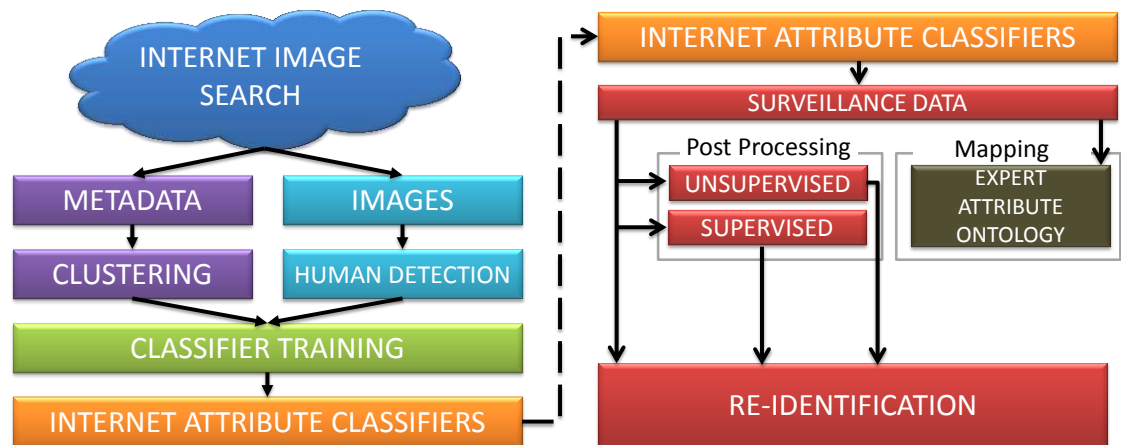 INTERNET IMAGE
SEARCH
METADATA
IMAGES
CLUSTERING
HUMAN DETECTION
CLASSIFIER TRAINING
INTERNET ATTRIBUTE CLASSIFIERS
INTERNET ATTRIBUTE CLASSIFIERS
SURVEILLANCE DATA
Post Processing
UNSUPERVISED
SUPERVISED
Mapping
EXPERT
ATTRIBUTE
ONTOLOGY
RE-IDENTIFICATION